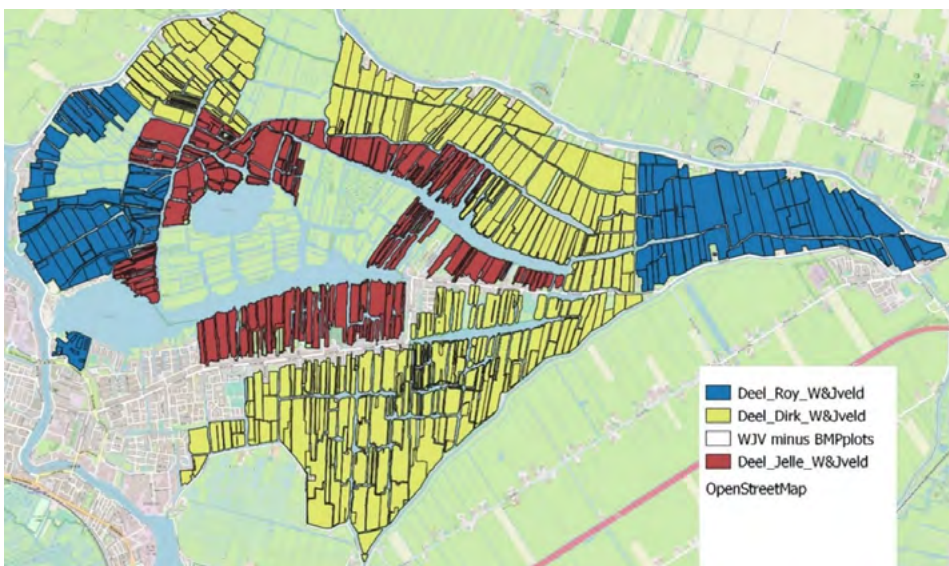 Deel_Roy_W&Jveld
Deel_Dirk_W&Jveld
WJV minus BMPplots
Deel_Jelle_W&Jveld
OpenStreetMap